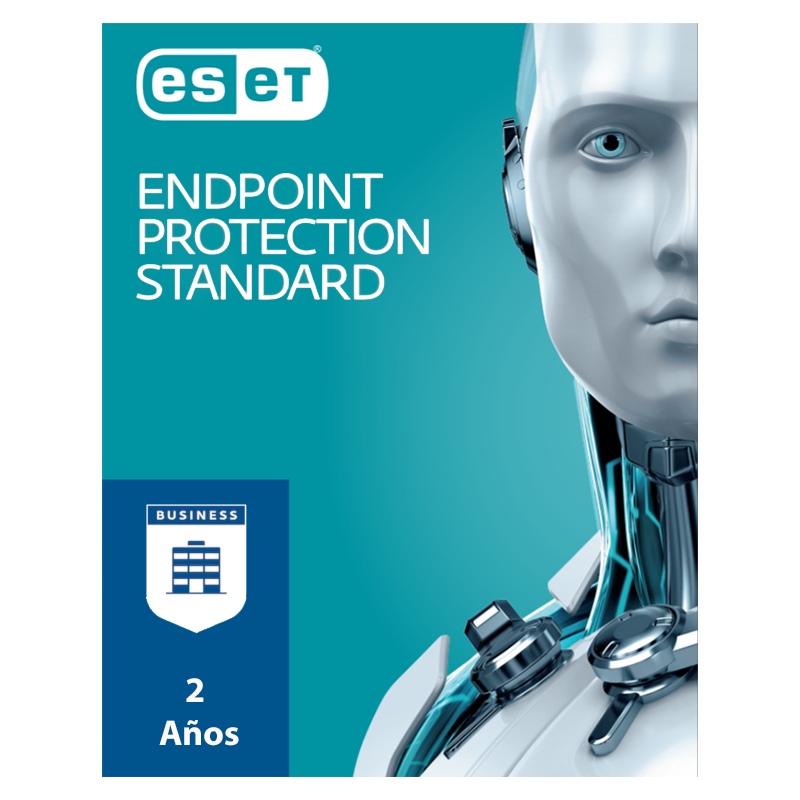 eseT®
ENDPOINT
PROTECTION
STANDARD
BUSINESS
2
Años